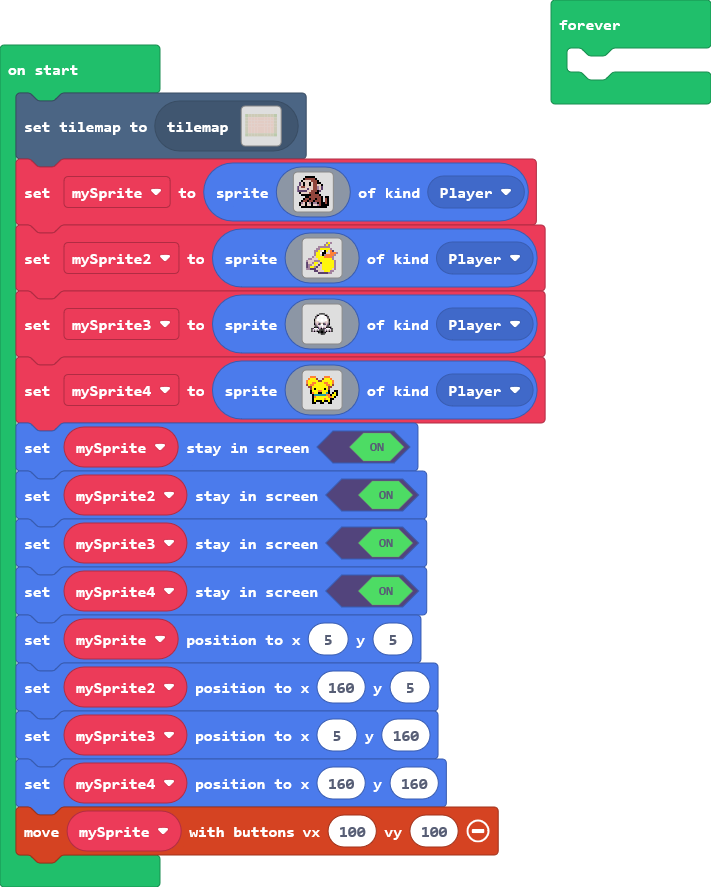 forever
on start
set tilemap to tilemap
set mySprite to sprite of kind Player
set mySprite2 to sprite of kind Player
set mySprite3 to sprite of kind Player
set mySprite4 to sprite of kind Player
set mySprite stay in screen ON
set mySprite2 stay in screen ON
set mySprite3 stay in screen ON
set mySprite4 stay in screen ON
set mySprite position to x 5 y 5
set mySprite2 position to x 160 y 5
set mySprite3 position to x 5 y 160
set mySprite4 position to x 160 y 160
move mySprite with buttons vx 100 vy 100